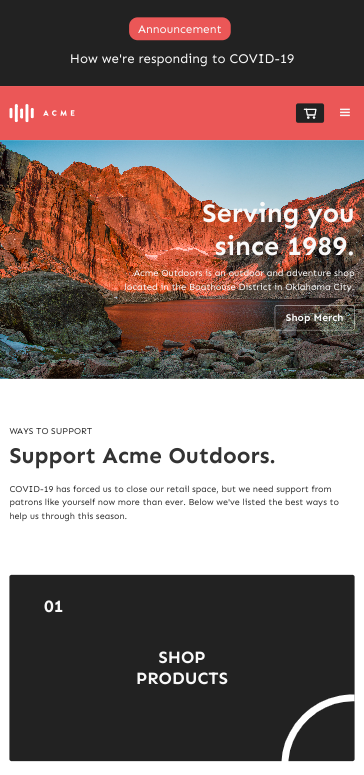 Announcement
How we're responding to COVID-19
ACME
Serving you
since 1989.
Acme Outdoors is an outdoor and adventure shop
located in the Boathouse District in Oklahoma City.
Shop Merch
WAYS TO SUPPORT
Support Acme Outdoors.
COVID-19 has forced us to close our retail space, but we need support from
patrons like yourself now more than ever. Below we've listed the best ways to
help us through this season.
01
SHOP
PRODUCTS